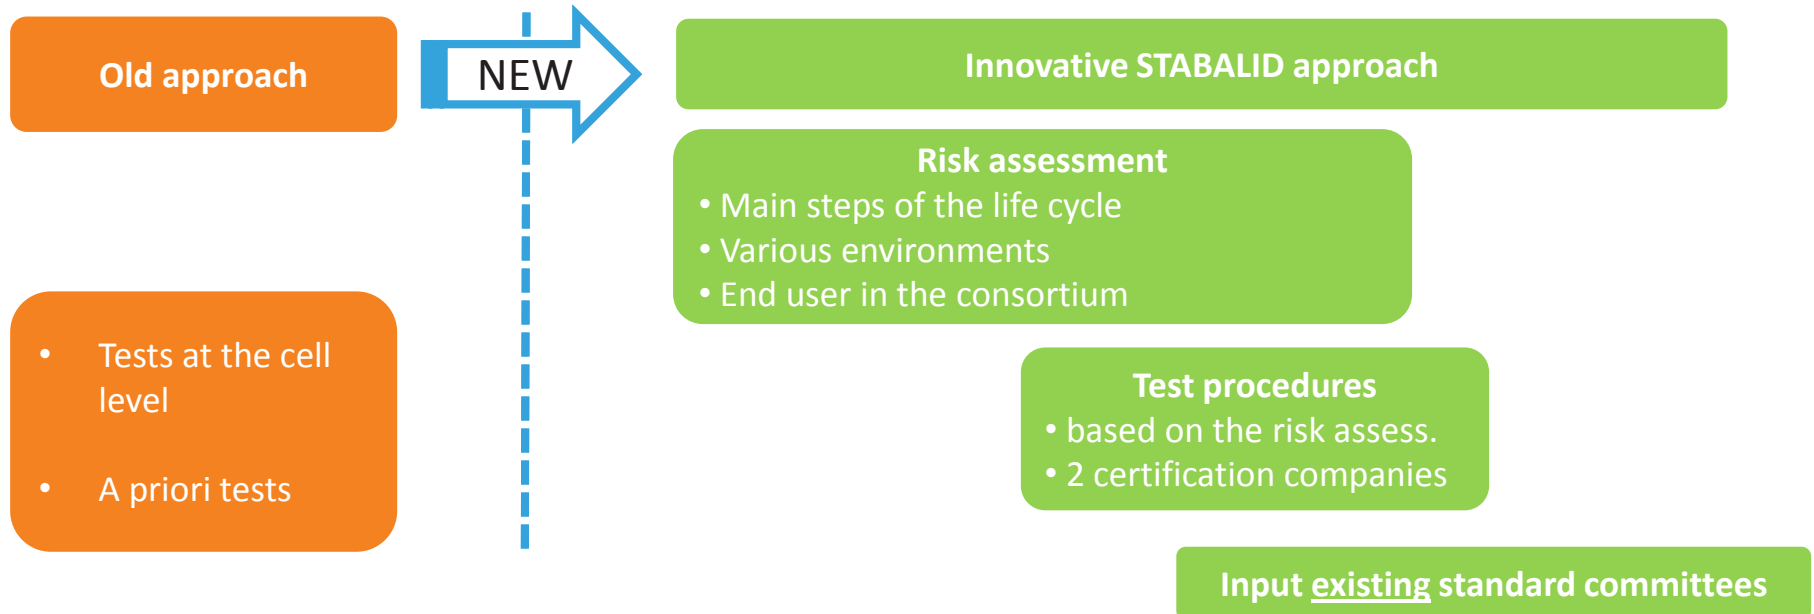 Old approach
NEW
Innovative STABALID approach
Risk assessment
• Main steps of the life cycle
• Various environments
• End user in the consortium
• Tests at the cell
level
• A priori tests
Test procedures
• based on the risk assess.
• 2 certification companies
Input existing standard committees